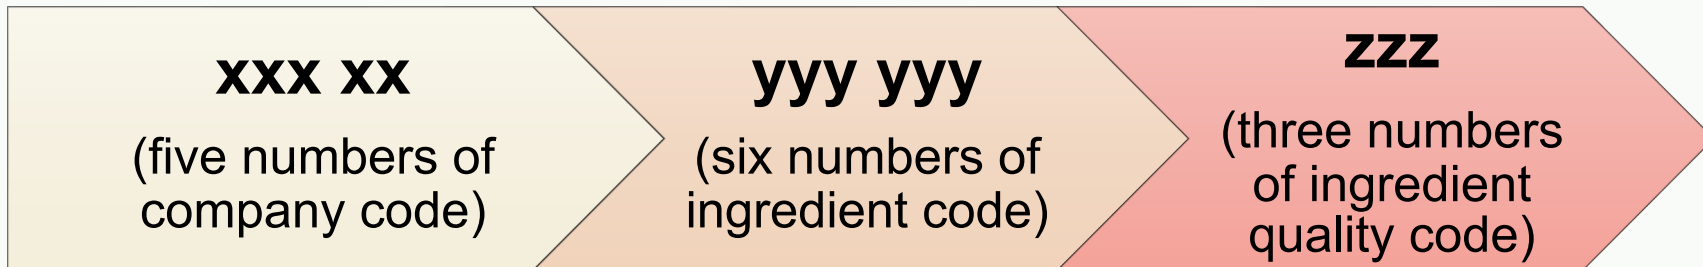 xxx xx
(five numbers of
company code)
yyy yyy
(six numbers of
ingredient code)
zzz
(three numbers
of ingredient
quality code)